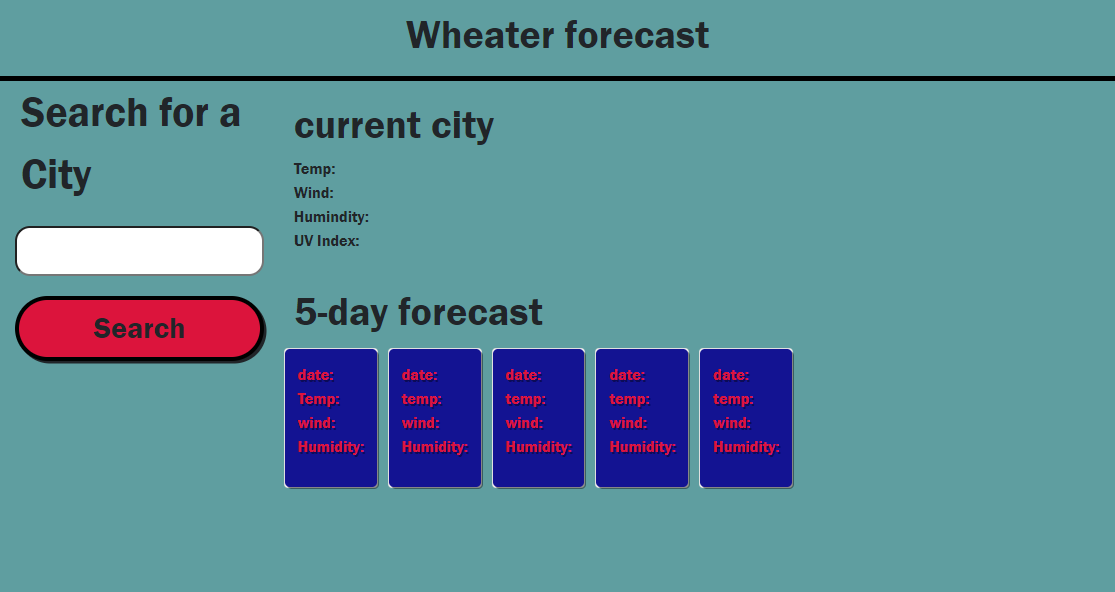 Wheater forecast
Search for a
City
Search
current city
Temp:
Wind:
Humindity:
UV Index:
5-day forecast
date:
Temp:
wind:
Humidity:
date:
temp:
wind:
Humidity:
date:
temp:
wind:
Humidity:
date:
temp:
wind:
Humidity:
date:
temp:
wind:
Humidity: